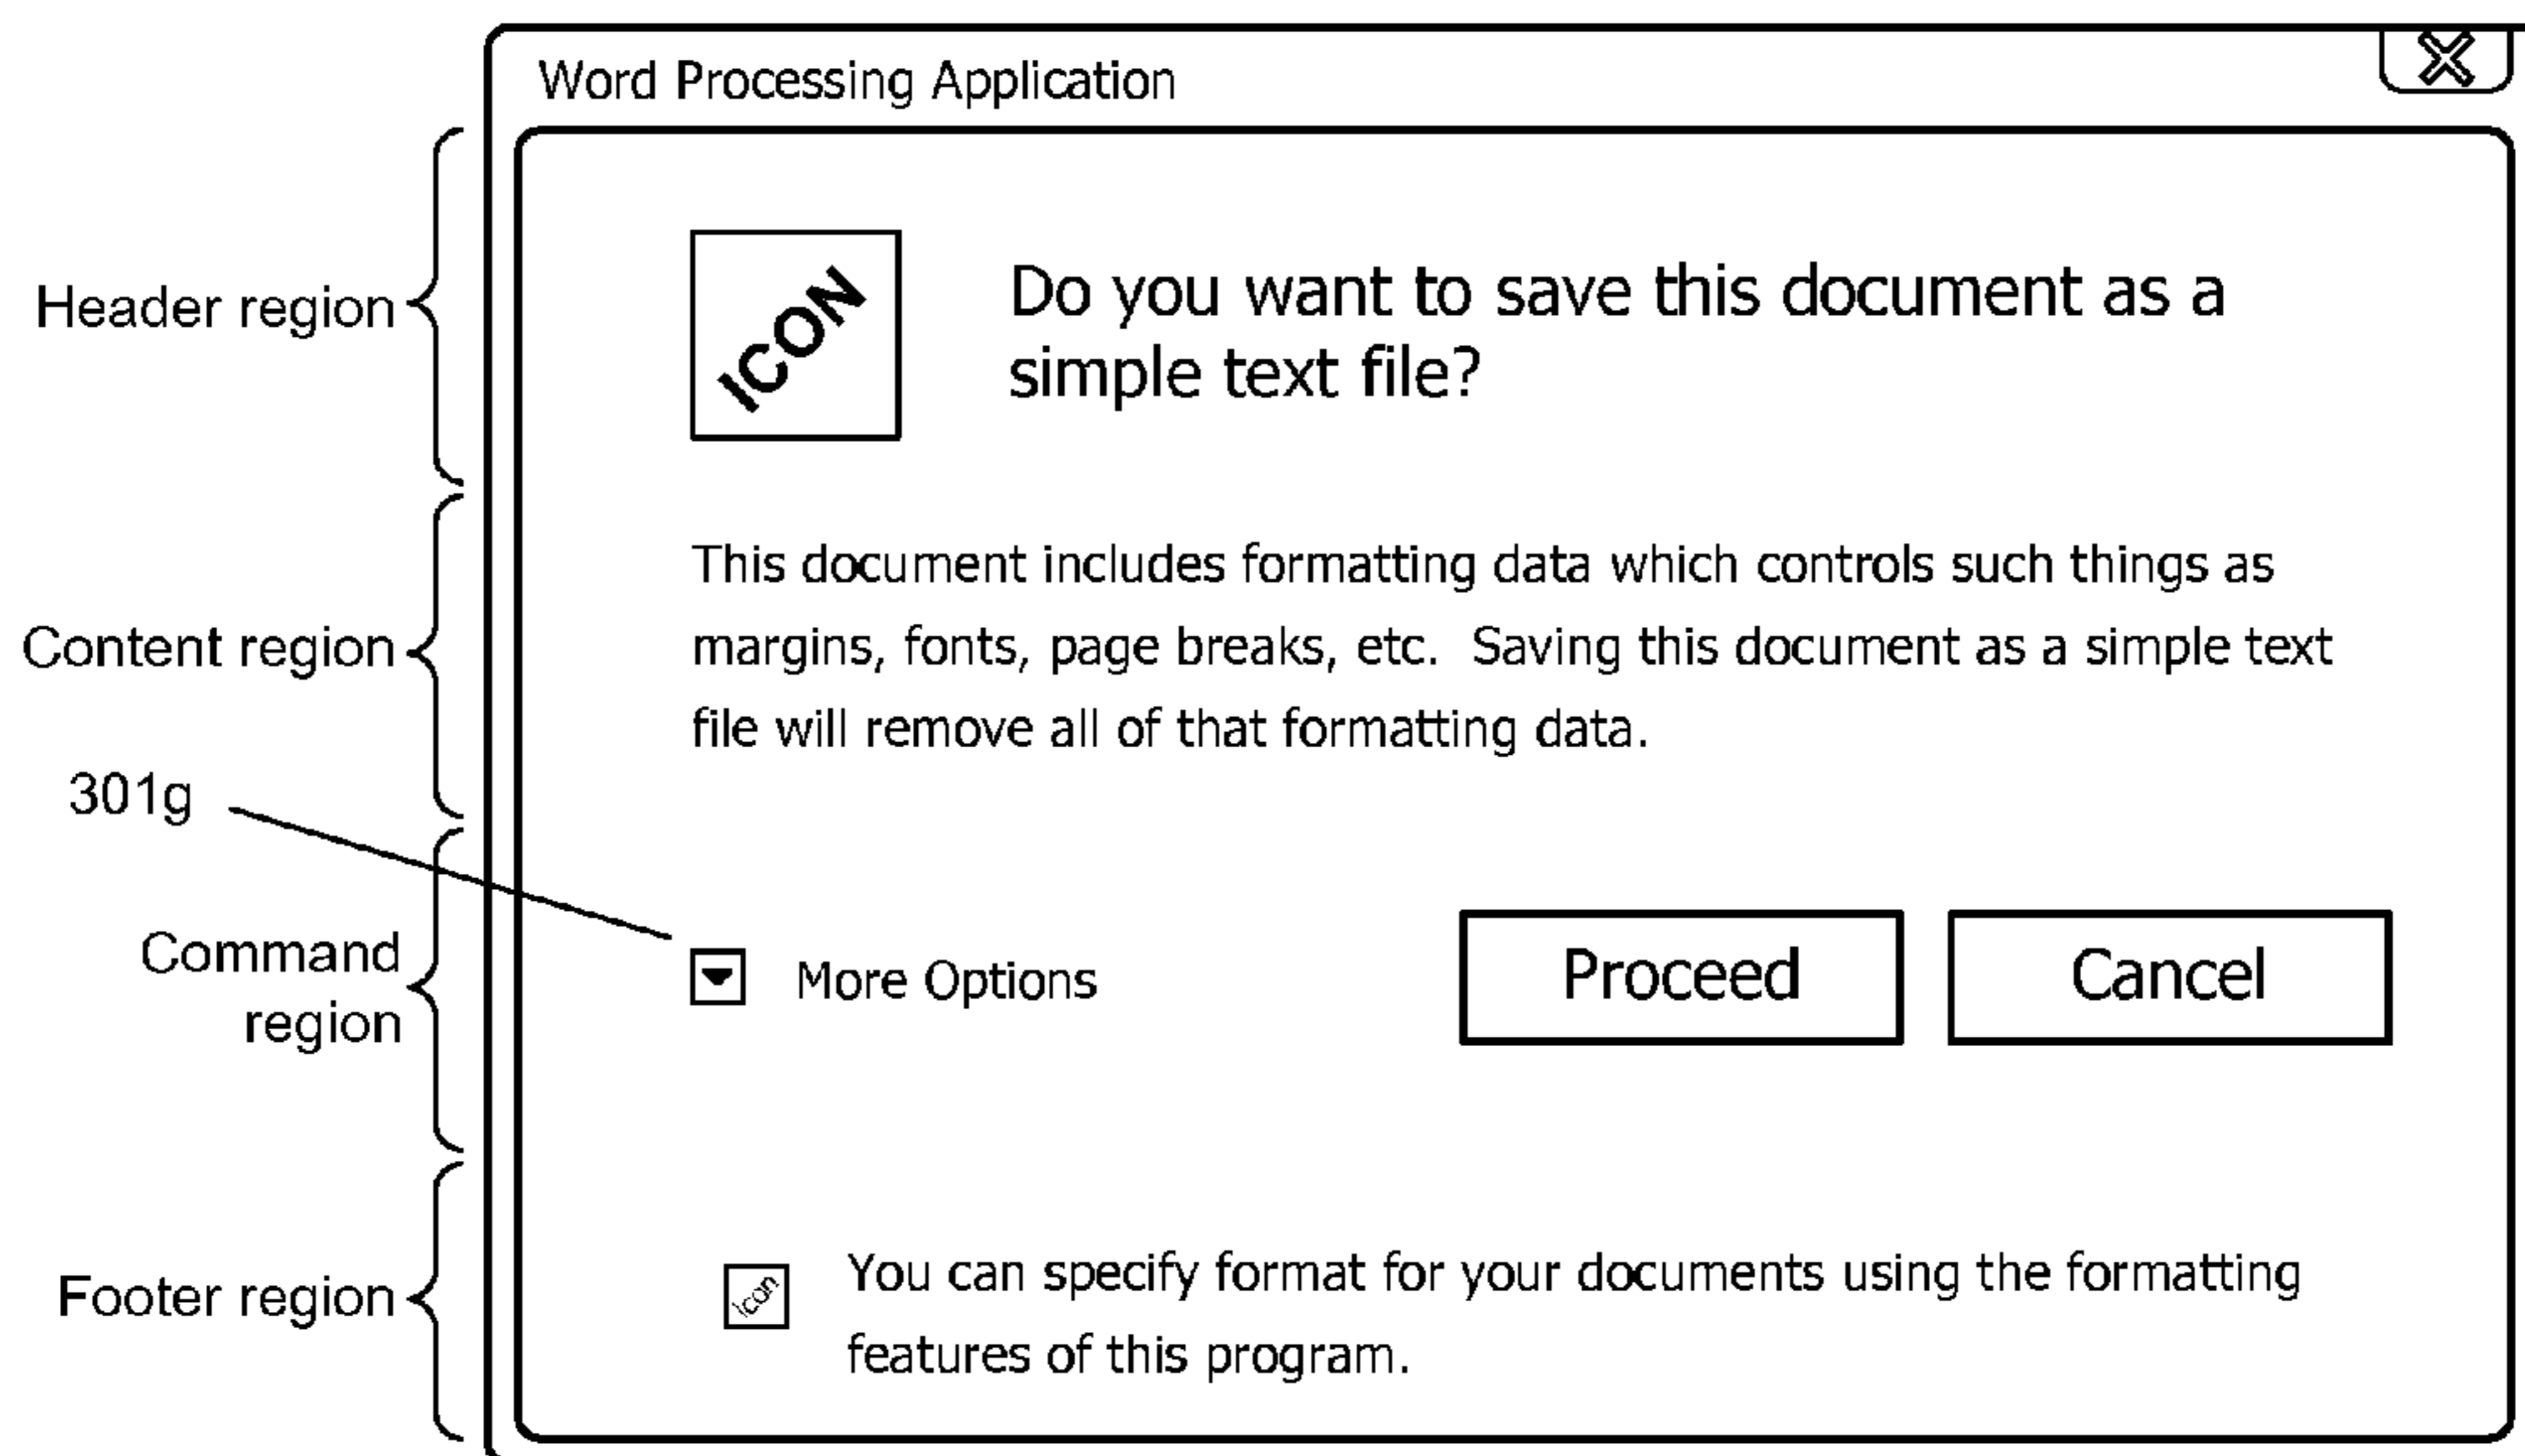 Word Processing Application
Header region
ICON
Do you want to save this document as a
simple text file?
Content region
This document includes formatting data which controls such things as
margins, fonts, page breaks, etc.  Saving this document as a simple text
file will remove all of that formatting data.
301g
Command
region
More Options
Proceed
Cancel
Footer region
Icon
You can specify format for your documents using the formatting
features of this program.